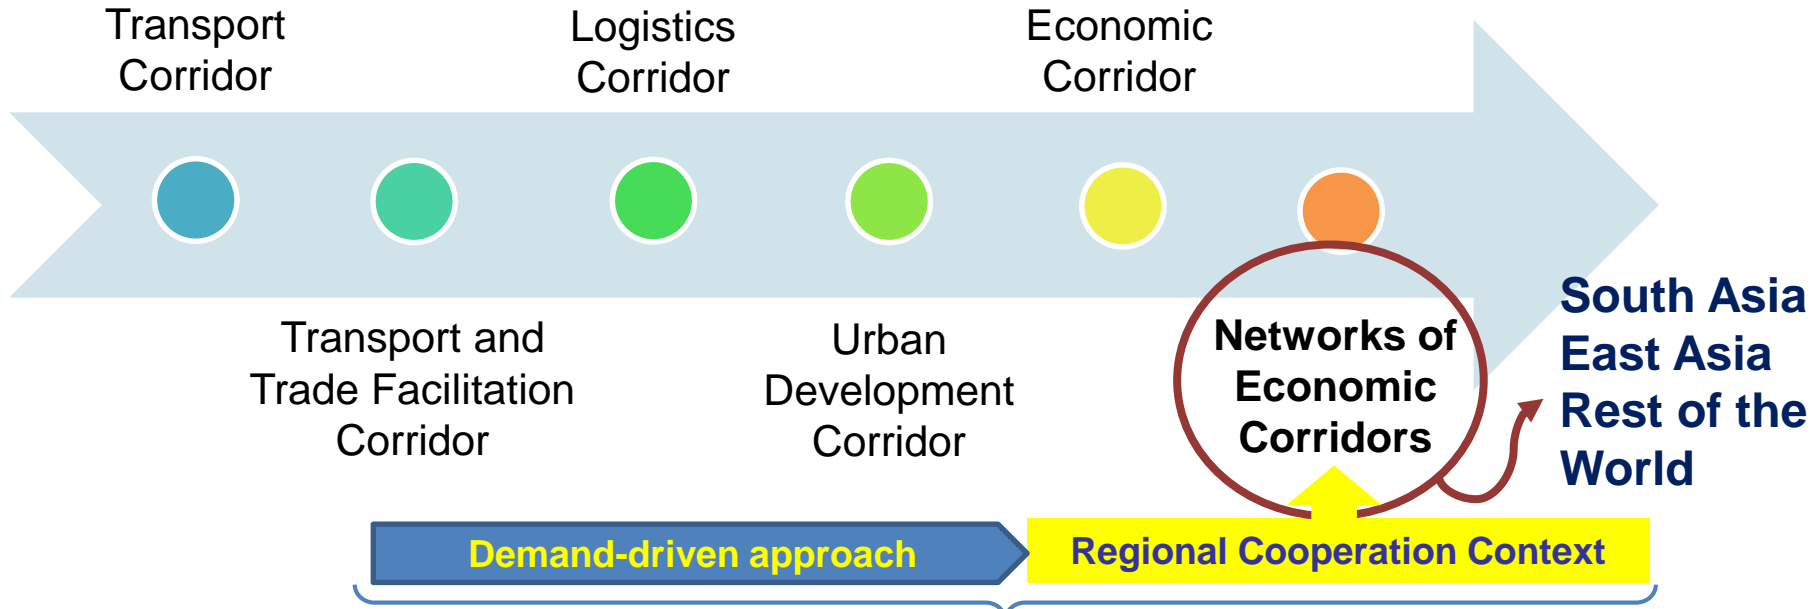 Transport
Corridor
Logistics
Corridor
Economic
Corridor
Transport and
Trade Facilitation
Corridor
Urban
Development
Corridor
Networks of
Economic
Corridors
South Asia
East Asia
Rest of the
World
Demand-driven approach
Regional Cooperation Context